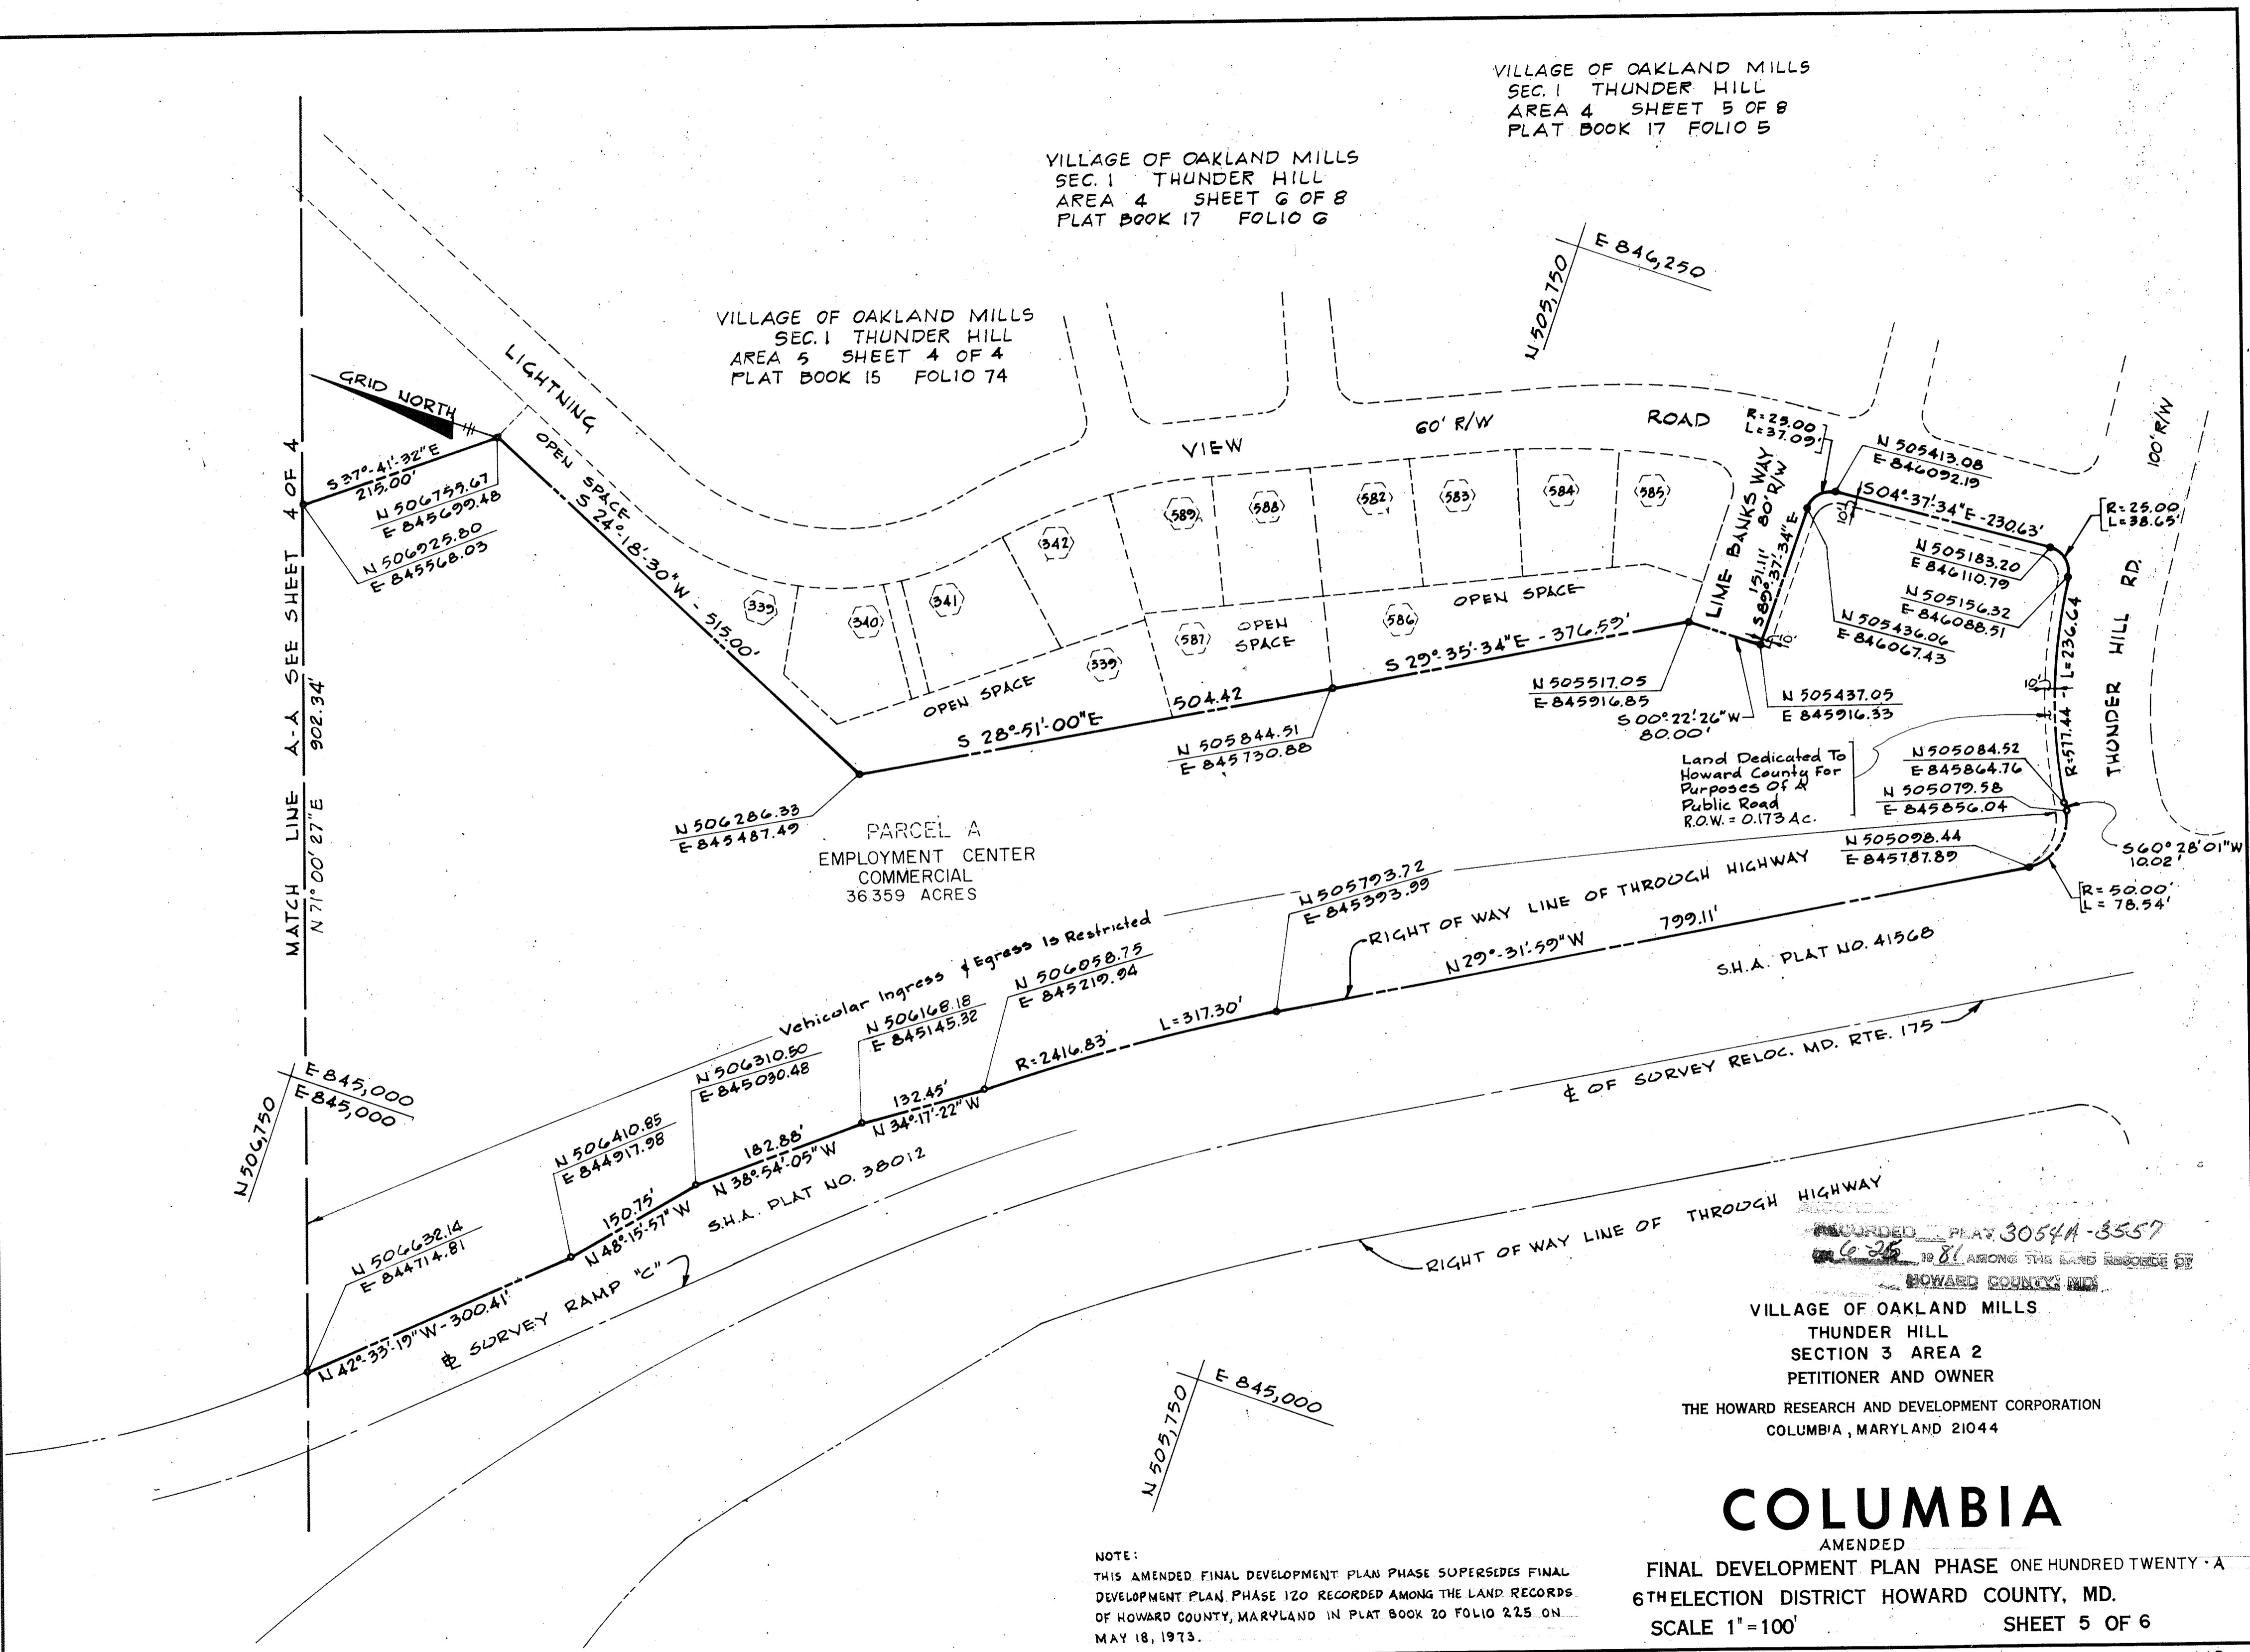 VILLAGE OF OAKLAND MILLS
SEC. 1 THUNDER HILL
AREA 4 SHEET 5 OF 8
PLAT BOOK 17 FOLIO 5
VILLAGE OF OAKLAND MILLS
SEC. 1 THUNDER HILL
AREA 4 SHEET 6 OF 8
PLAT BOOK 17 FOLIO 6
VILLAGE OF OAKLAND MILLS
SEC. 1 THUNDER HILL
AREA 5 SHEET 4 OF 4
PLAT BOOK 15 FOLIO 74
N 505,750
E 846,250
GRID NORTH
LIGHTNING
VIEW
60' R/W
ROAD
100' R/W
THUNDER HILL RD.
MATCH LINE A-A SEE SHEET 4 OF 4
N 71° 00' 27" E 902.34'
S 37°-41'-32" E
215.00'
N 506755.67
E 845699.48
N 506925.80
E 845568.03
OPEN SPACE
S 24°-18'-30" W - 515.00'
339
340
341
342
589
588
582
583
584
585
587
586
339
OPEN SPACE
OPEN
SPACE
OPEN SPACE
S 28°-51'-00" E
504.42
S 29°-35'-34" E - 376.59'
N 505844.51
E 845730.88
N 506286.33
E 845487.49
LIME BANKS WAY
80' R/W
151.11'
S 89°-37'-34" E
R=25.00
L=37.09'
N 505413.08
E 846092.19
10'
S04°-37'-34"E - 230.63'
R=25.00
L=38.65'
N 505183.20
E 846110.79
N 505156.32
E 846088.51
N 505436.06
E 846067.43
10'
N 505517.05
E 845916.85
S 00°22'-26"W
80.00'
N 505437.05
E 845916.33
10'
R=577.44 L=236.64
Land Dedicated To
Howard County For
Purposes Of A
Public Road
R.O.W. = 0.173 Ac.
N 505084.52
E 845864.76
N 505079.58
E 845856.04
N 505098.44
E 845787.89
S 60° 28' 01" W
10.02'
R= 50.00'
L= 78.54'
PARCEL A
EMPLOYMENT CENTER
COMMERCIAL
36.359 ACRES
Vehicular Ingress & Egress Is Restricted
N 505793.72
E 845393.99
RIGHT OF WAY LINE OF THROUGH HIGHWAY
N 29°-31'-59" W
799.11'
S.H.A. PLAT NO. 41568
℄ OF SURVEY RELOC. MD. RTE. 175
N 506058.75
E 845219.94
N 506168.18
E 845145.32
N 506310.50
E 845030.48
N 506410.85
E 844917.98
N 506632.14
E 844714.81
R=2416.83'
L=317.30'
132.45'
N 34°-17'-22" W
182.88'
N 38°-54'-05" W
150.75'
N 48°-15'-57" W
N 42°-33'-19" W - 300.41'
S.H.A. PLAT NO. 38012
℄ SURVEY RAMP "C"
N 506,750
E 845,000
E 845,000
RIGHT OF WAY LINE OF THROUGH HIGHWAY
N 505,750
E 845,000
RECORDED PLAT 3054A-3557
ON 6-25 1981 AMONG THE LAND RECORDS OF
HOWARD COUNTY, MD.
VILLAGE OF OAKLAND MILLS
THUNDER HILL
SECTION 3 AREA 2
PETITIONER AND OWNER
THE HOWARD RESEARCH AND DEVELOPMENT CORPORATION
COLUMBIA, MARYLAND 21044
COLUMBIA
AMENDED
FINAL DEVELOPMENT PLAN PHASE ONE HUNDRED TWENTY - A
6TH ELECTION DISTRICT HOWARD COUNTY, MD.
SCALE 1" = 100'
SHEET 5 OF 6
NOTE:
THIS AMENDED FINAL DEVELOPMENT PLAN PHASE SUPERSEDES FINAL
DEVELOPMENT PLAN PHASE 120 RECORDED AMONG THE LAND RECORDS
OF HOWARD COUNTY, MARYLAND IN PLAT BOOK 20 FOLIO 225 ON
MAY 18, 1973.